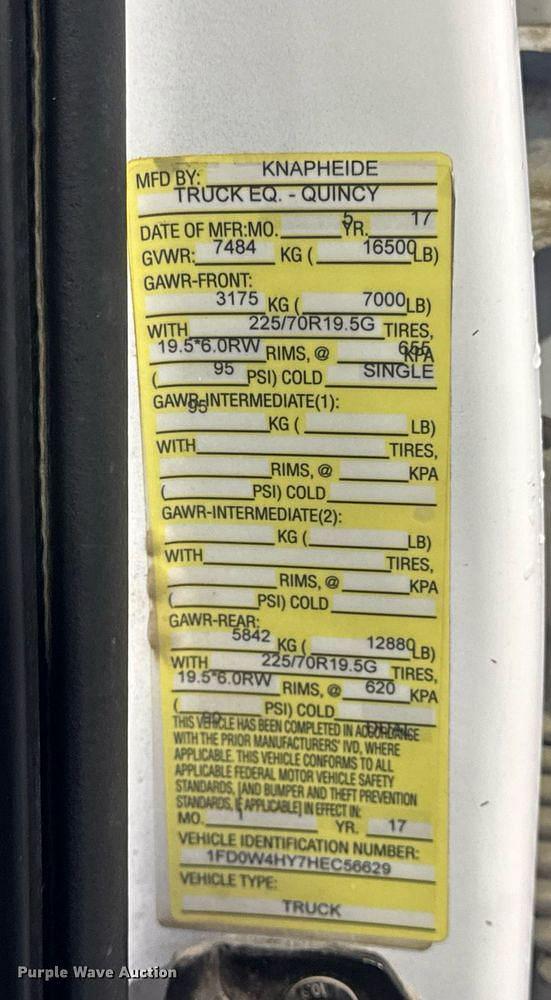 MFD BY: KNAPHEIDE
TRUCK EQ. - QUINCY
DATE OF MFR:MO. 5 YR. 17
GVWR: 7484 KG ( 16500 LB)
GAWR-FRONT:
3175 KG ( 7000 LB)
WITH 225/70R19.5G TIRES,
19.5*6.0RW RIMS, @ 655 KPA
( 95 PSI) COLD SINGLE
GAWR-INTERMEDIATE(1):
95
KG ( LB)
WITH TIRES,
RIMS, @ KPA
( PSI) COLD
GAWR-INTERMEDIATE(2):
KG ( LB)
WITH TIRES,
RIMS, @ KPA
( PSI) COLD
GAWR-REAR:
5842 KG ( 12880 LB)
WITH 225/70R19.5G TIRES,
19.5*6.0RW RIMS, @ 620 KPA
( 90 PSI) COLD DUAL
THIS VEHICLE HAS BEEN COMPLETED IN ACCORDANCE
WITH THE PRIOR MANUFACTURERS' IVD, WHERE
APPLICABLE. THIS VEHICLE CONFORMS TO ALL
APPLICABLE FEDERAL MOTOR VEHICLE SAFETY
STANDARDS, [AND BUMPER AND THEFT PREVENTION
STANDARDS, IF APPLICABLE] IN EFFECT IN:
MO. 1 YR. 17
VEHICLE IDENTIFICATION NUMBER:
1FD0W4HY7HEC56629
VEHICLE TYPE:
TRUCK
Purple Wave Auction